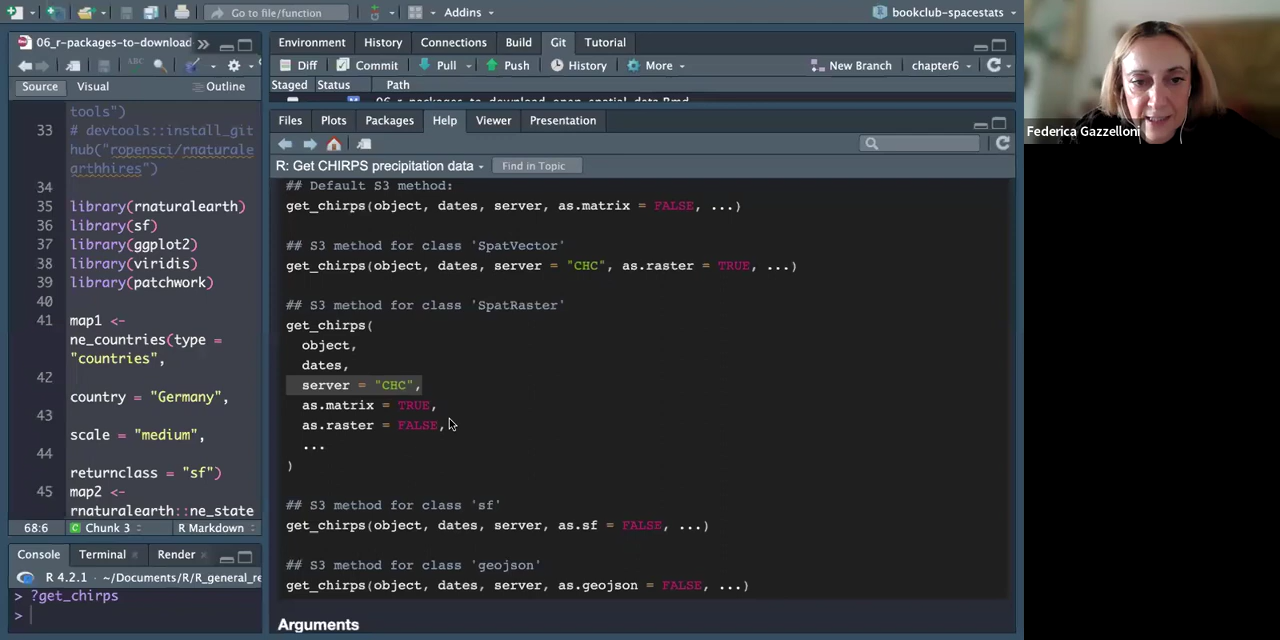 Go to file/function
Addins
bookclub-spacestats
06_r-packages-to-download
Source
Visual
Outline
tools")
33
# devtools::install_git
hub("ropensci/rnaturale
arthhires")
34
35
library(rnaturalearth)
36
library(sf)
37
library(ggplot2)
38
library(viridis)
39
library(patchwork)
40
41
map1 <-
ne_countries(type =
"countries",
42
country = "Germany",
43
scale = "medium",
44
returnclass = "sf")
45
map2 <-
rnaturalearth::ne_state
68:6
Chunk 3
R Markdown
Console
Terminal
Render
R 4.2.1 · ~/Documents/R/R_general_re
> ?get_chirps
>
Environment
History
Connections
Build
Git
Tutorial
Diff
Commit
Pull
Push
History
More
New Branch
chapter6
Staged
Status
Path
06_r-packages_to_download_open_spatial_data.Rmd
Files
Plots
Packages
Help
Viewer
Presentation
R: Get CHIRPS precipitation data
Find in Topic
## Default S3 method:
get_chirps(object, dates, server, as.matrix = FALSE, ...)
## S3 method for class 'SpatVector'
get_chirps(object, dates, server = "CHC", as.raster = TRUE, ...)
## S3 method for class 'SpatRaster'
get_chirps(
object,
dates,
server = "CHC",
as.matrix = TRUE,
as.raster = FALSE,
...
)
## S3 method for class 'sf'
get_chirps(object, dates, server, as.sf = FALSE, ...)
## S3 method for class 'geojson'
get_chirps(object, dates, server, as.geojson = FALSE, ...)
Arguments
Federica Gazzelloni